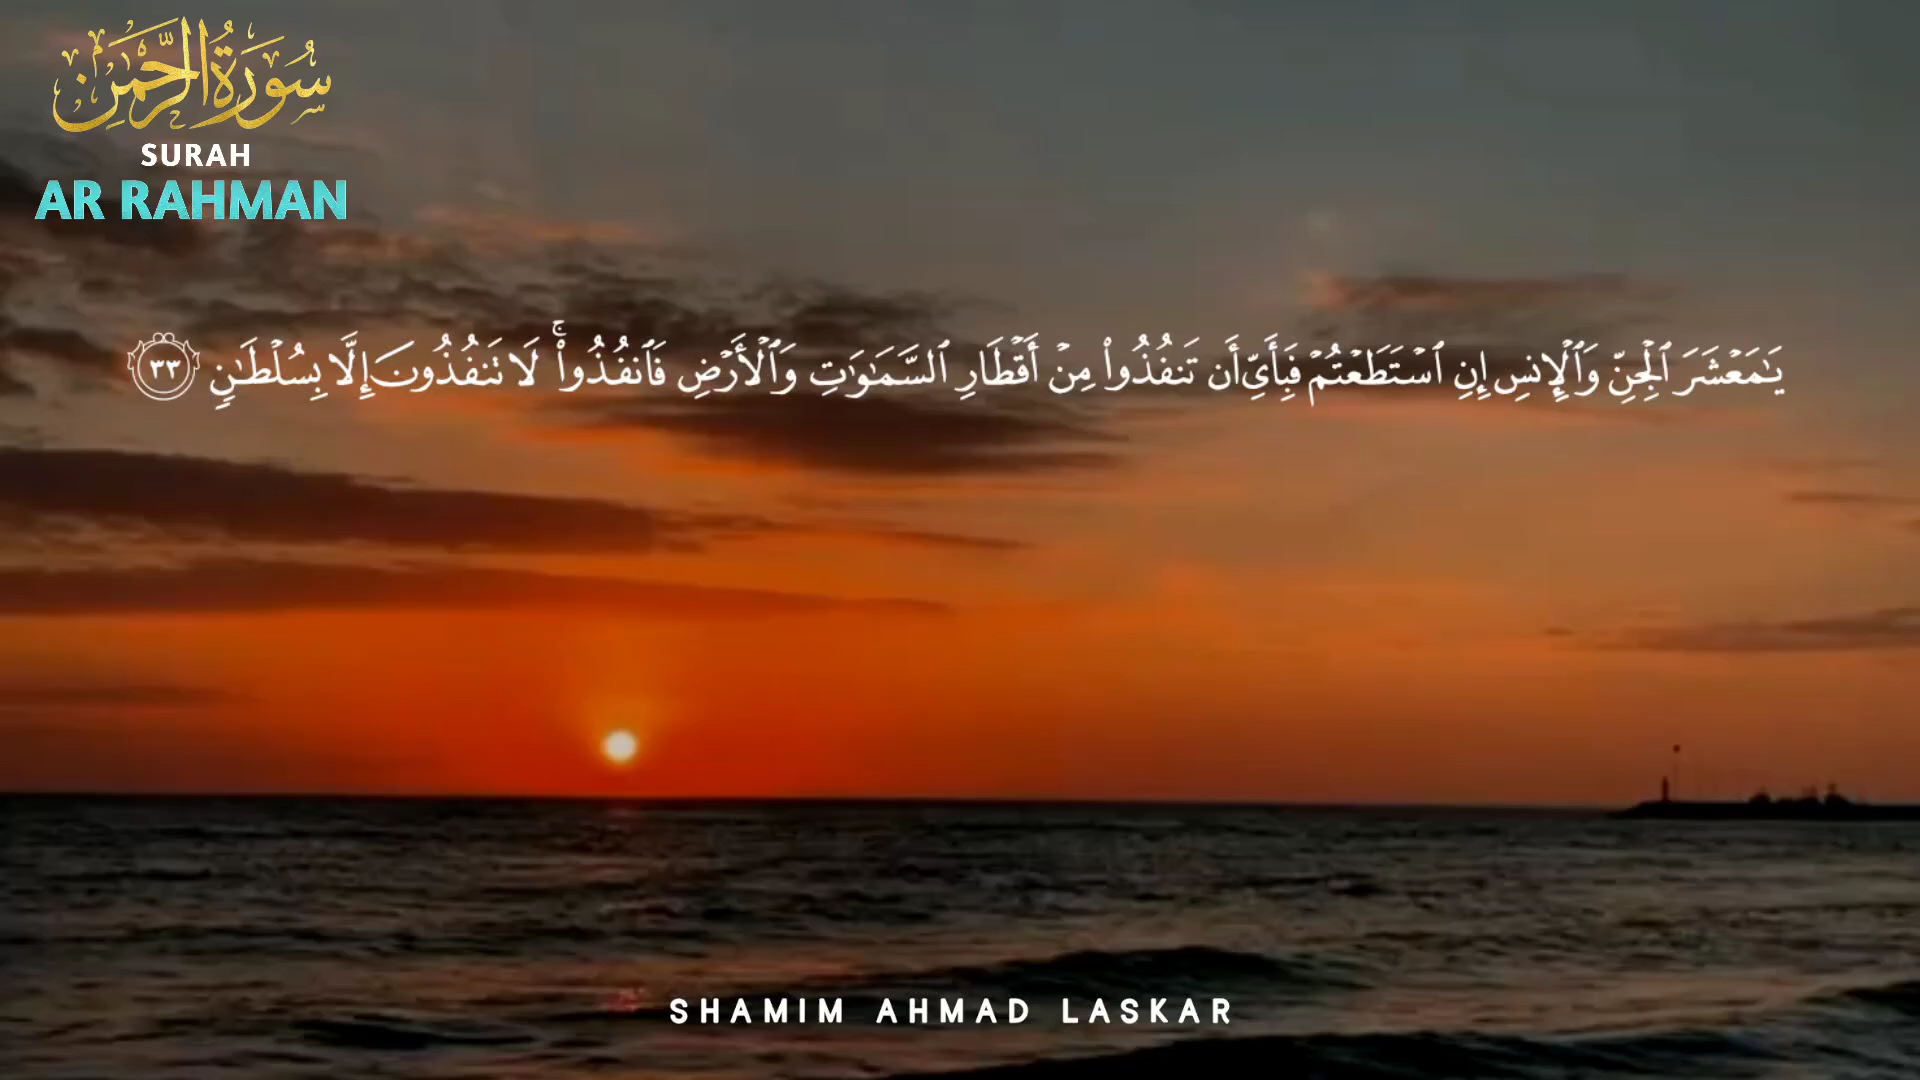 سُورَةُ الرَّحْمَٰنِ
SURAH
AR RAHMAN
يَٰمَعۡشَرَ ٱلۡجِنِّ وَٱلۡإِنسِ إِنِ ٱسۡتَطَعۡتُمۡ فَبِأَيِّ أَن تَنفُذُواْ مِنۡ أَقۡطَارِ ٱلسَّمَٰوَٰتِ وَٱلۡأَرۡضِ فَٱنفُذُواْۚ لَا تَنفُذُونَ إِلَّا بِسُلۡطَٰنٖ ٣٣
SHAMIM AHMAD LASKAR